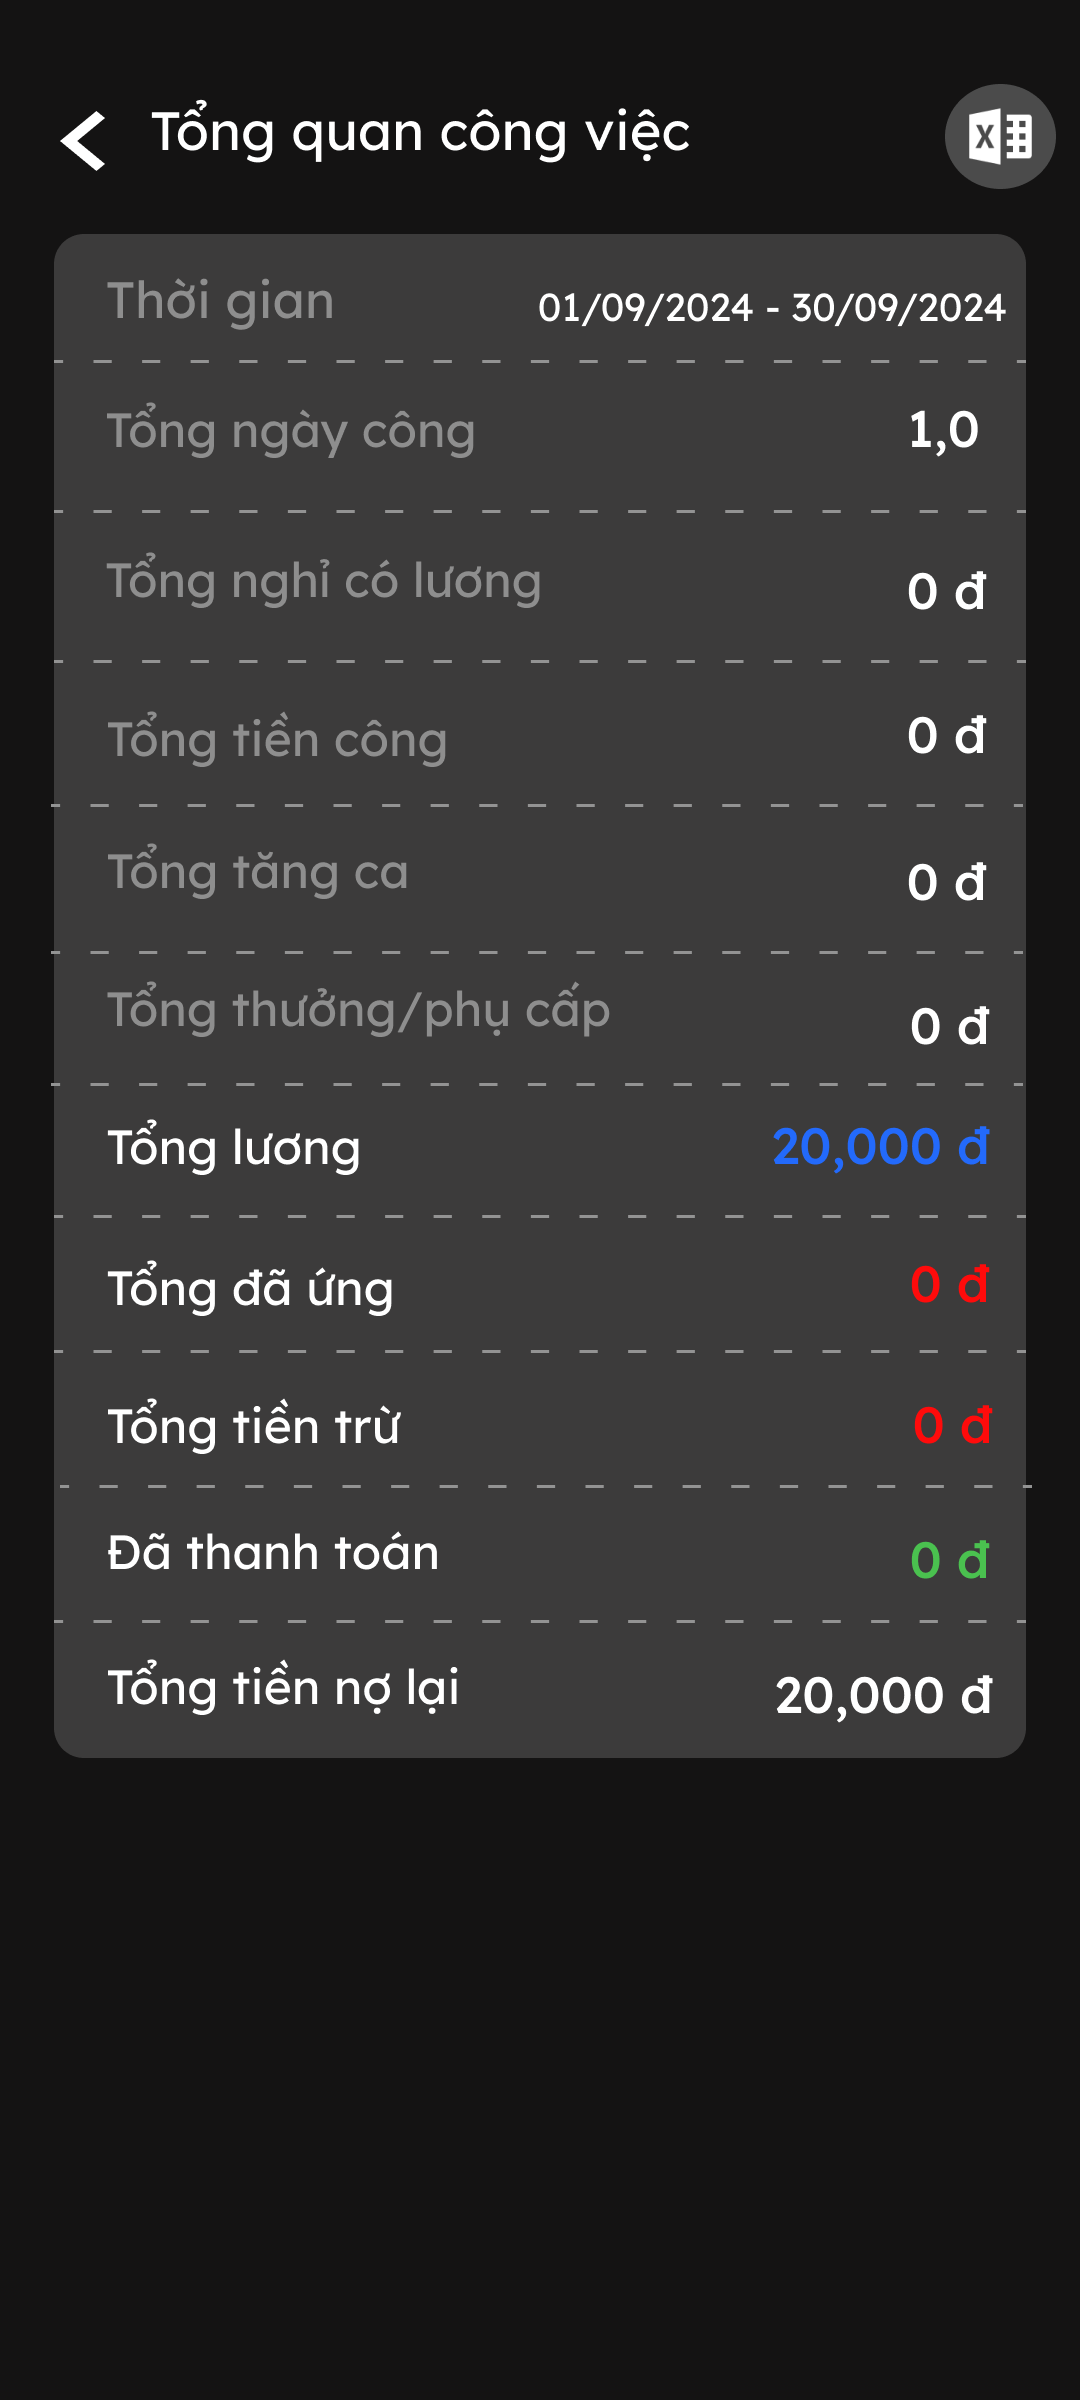 Tổng quan công việc
X
Thời gian 01/09/2024 - 30/09/2024
Tổng ngày công 1,0
Tổng nghỉ có lương 0 đ
Tổng tiền công 0 đ
Tổng tăng ca 0 đ
Tổng thưởng/phụ cấp 0 đ
Tổng lương 20,000 đ
Tổng đã ứng 0 đ
Tổng tiền trừ 0 đ
Đã thanh toán 0 đ
Tổng tiền nợ lại 20,000 đ